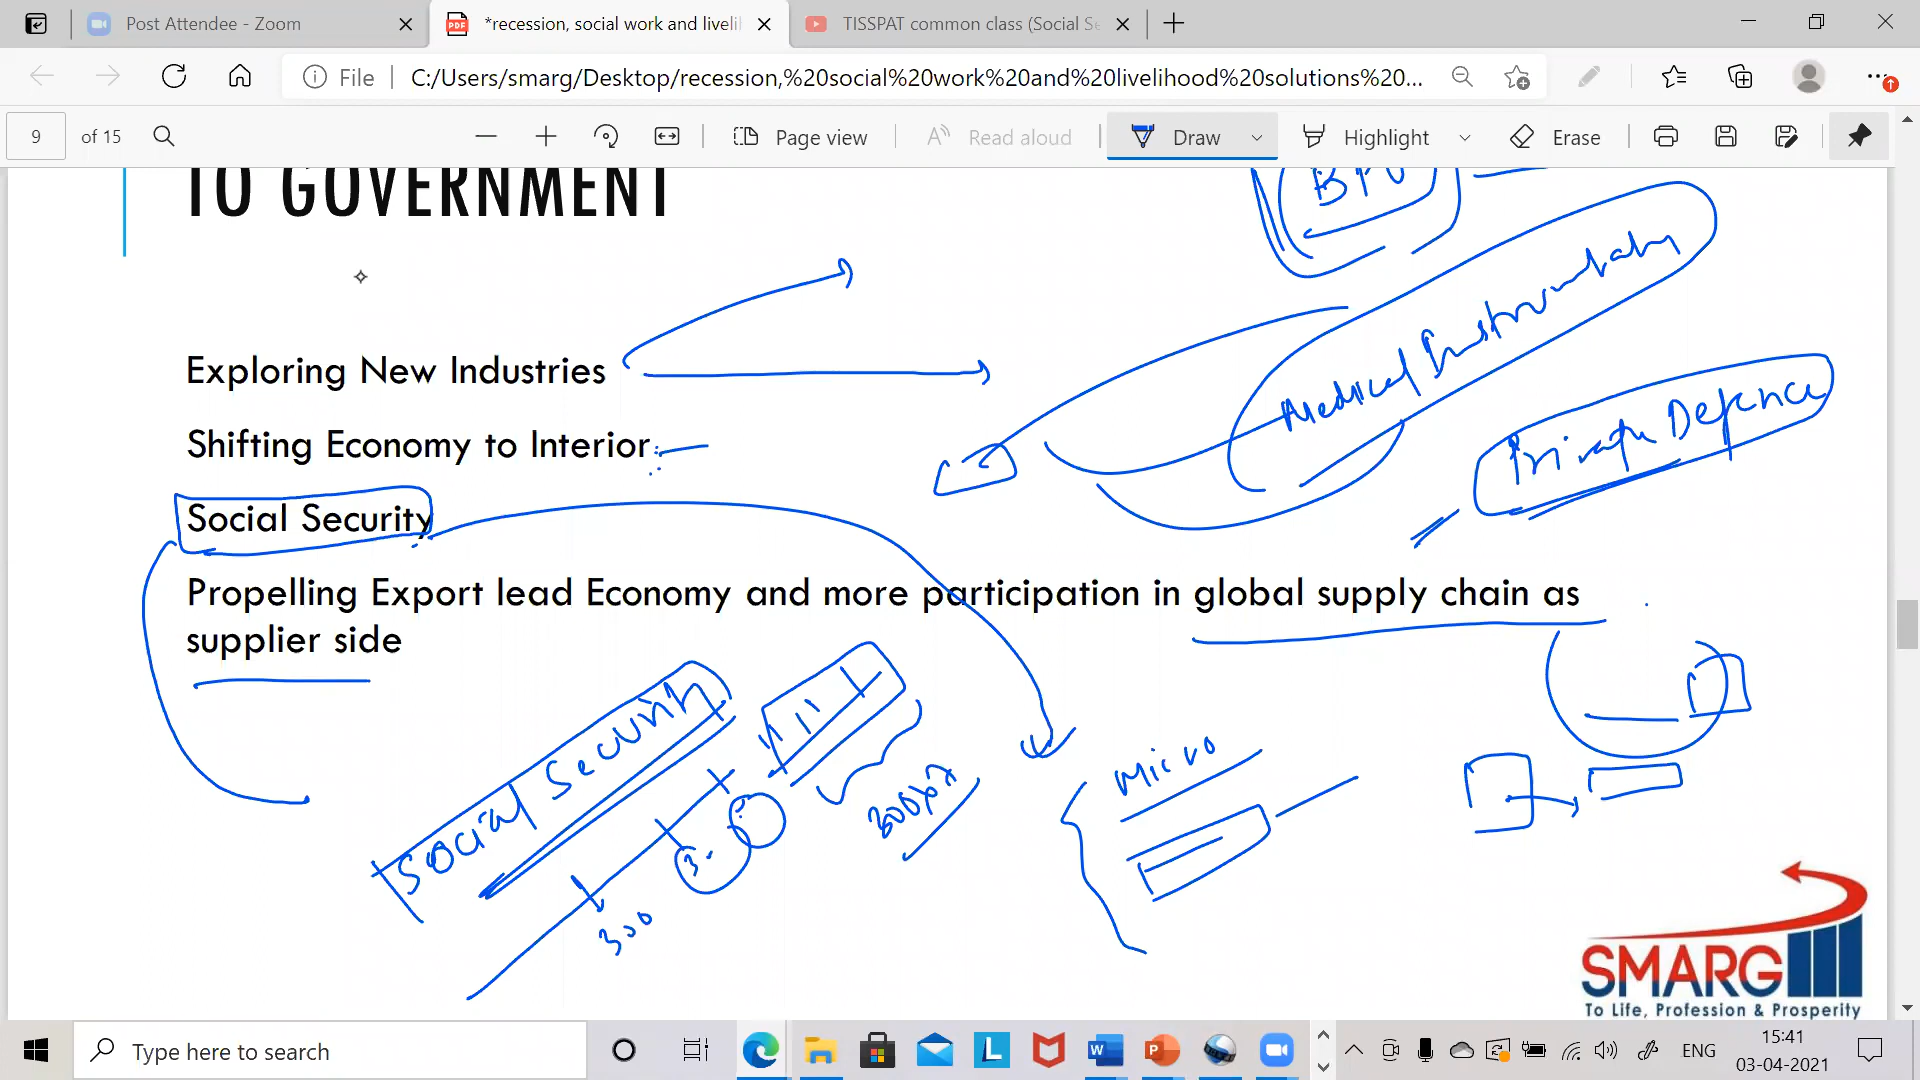 Post Attendee - Zoom
*recession, social work and liveli
TISSPAT common class (Social Se
File
C:/Users/smarg/Desktop/recession,%20social%20work%20and%20livelihood%20solutions%20...
9 of 15
Page view
Read aloud
Draw
Highlight
Erase
TO GOVERNMENT
BPO
Medical
Exploring New Industries
Private Defence
Shifting Economy to Interior
Social Security
Propelling Export lead Economy and more participation in global supply chain as
supplier side
Social Security
Micro
300
SMARG
To Life, Profession & Prosperity
Type here to search
ENG
15:41
03-04-2021